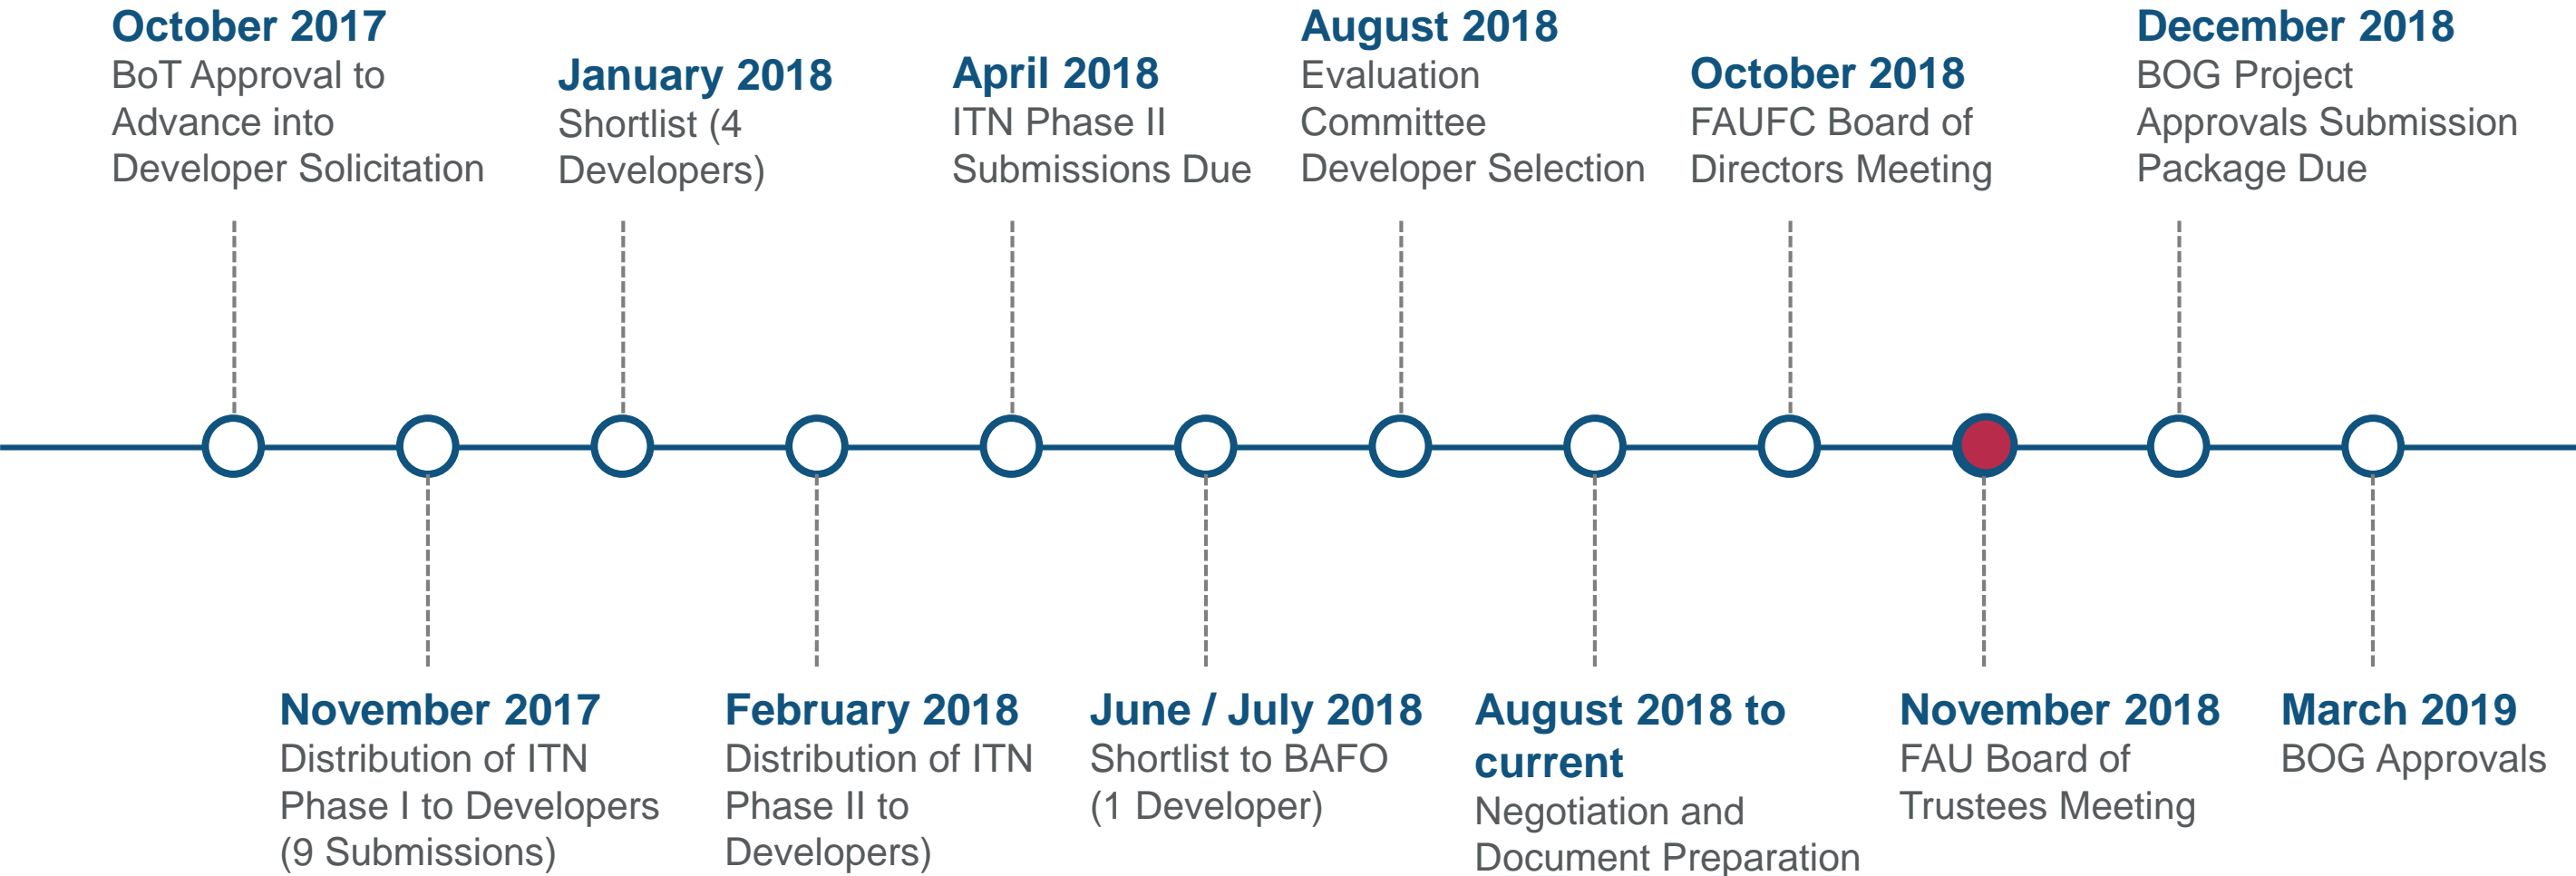 October 2017
BoT Approval to
Advance into
Developer Solicitation
January 2018
Shortlist (4
Developers)
April 2018
ITN Phase II
Submissions Due
August 2018
Evaluation
Committee
Developer Selection
October 2018
FAUFC Board of
Directors Meeting
December 2018
BOG Project
Approvals Submission
Package Due
November 2017
Distribution of ITN
Phase I to Developers
(9 Submissions)
February 2018
Distribution of ITN
Phase II to
Developers)
June / July 2018
Shortlist to BAFO
(1 Developer)
August 2018 to
current
Negotiation and
Document Preparation
November 2018
FAU Board of
Trustees Meeting
March 2019
BOG Approvals